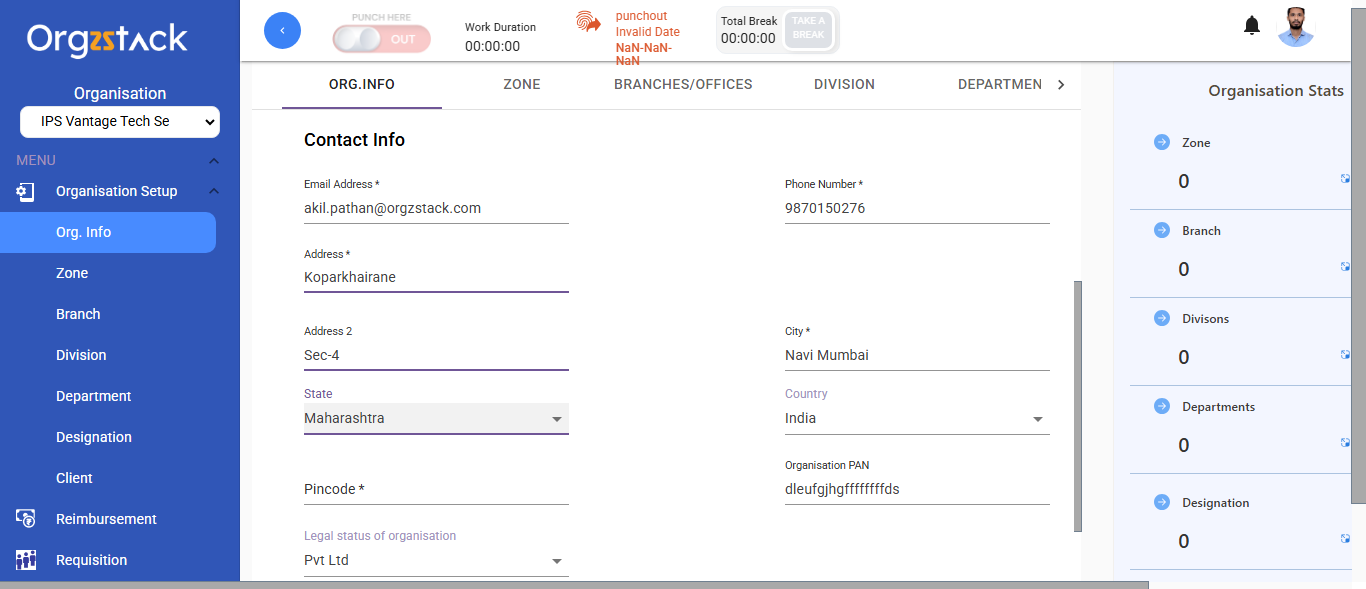 Orgzstack
Organisation
IPS Vantage Tech Se
MENU
Organisation Setup
Org. Info
Zone
Branch
Division
Department
Designation
Client
Reimbursement
Requisition
PUNCH HERE
OUT
Work Duration
00:00:00
punchout
Invalid Date
NaN-NaN-
NaN
Total Break
00:00:00
TAKE A
BREAK
ORG.INFO
ZONE
BRANCHES/OFFICES
DIVISION
DEPARTMEN
Contact Info
Email Address *
akil.pathan@orgzstack.com
Phone Number *
9870150276
Address *
Koparkhairane
Address 2
Sec-4
City *
Navi Mumbai
State
Maharashtra
Country
India
Pincode *
Organisation PAN
dleufgjhgffffffffds
Legal status of organisation
Pvt Ltd
Organisation Stats
Zone
0
Branch
0
Divisons
0
Departments
0
Designation
0